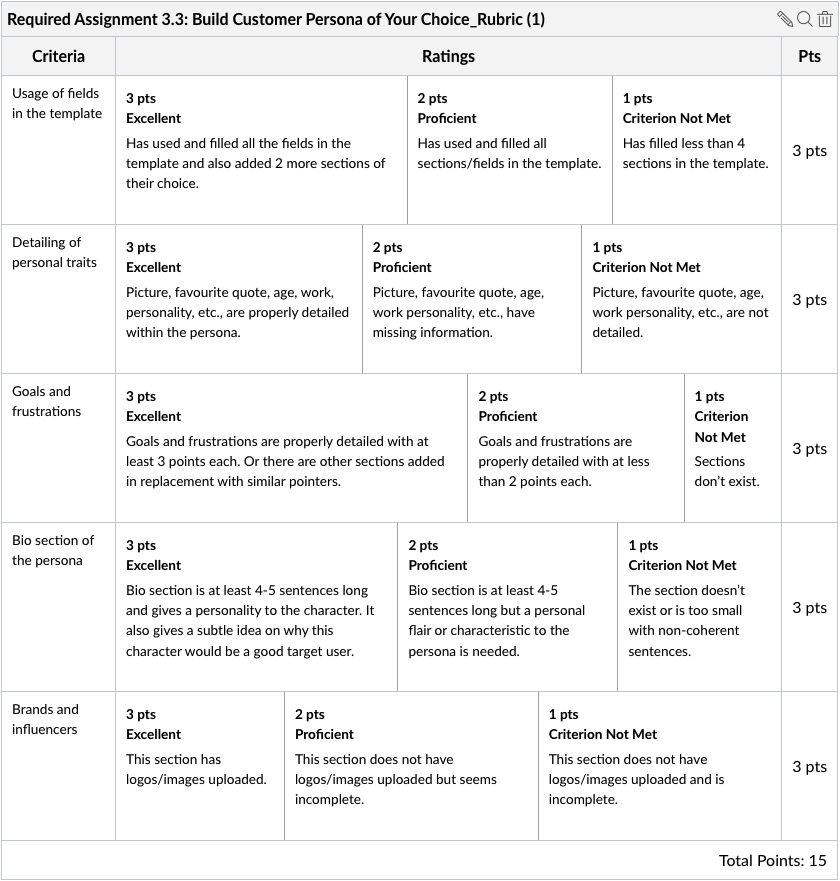 Required Assignment 3.3: Build Customer Persona of Your Choice_Rubric (1)
Criteria
Ratings
Pts
Usage of fields
in the template
3 pts
Excellent
Has used and filled all the fields in the
template and also added 2 more sections of
their choice.
2 pts
Proficient
Has used and filled all
sections/fields in the template.
1 pts
Criterion Not Met
Has filled less than 4
sections in the template.
3 pts
Detailing of
personal traits
3 pts
Excellent
Picture, favourite quote, age, work,
personality, etc., are properly detailed
within the persona.
2 pts
Proficient
Picture, favourite quote, age,
work personality, etc., have
missing information.
1 pts
Criterion Not Met
Picture, favourite quote, age,
work personality, etc., are not
detailed.
3 pts
Goals and
frustrations
3 pts
Excellent
Goals and frustrations are properly detailed with at
least 3 points each. Or there are other sections added
in replacement with similar pointers.
2 pts
Proficient
Goals and frustrations are
properly detailed with at less
than 2 points each.
1 pts
Criterion
Not Met
Sections
don't exist.
3 pts
Bio section of
the persona
3 pts
Excellent
Bio section is at least 4-5 sentences long
and gives a personality to the character. It
also gives a subtle idea on why this
character would be a good target user.
2 pts
Proficient
Bio section is at least 4-5
sentences long but a personal
flair or characteristic to the
persona is needed.
1 pts
Criterion Not Met
The section doesn't
exist or is too small
with non-coherent
sentences.
3 pts
Brands and
influencers
3 pts
Excellent
This section has
logos/images uploaded.
2 pts
Proficient
This section does not have
logos/images uploaded but seems
incomplete.
1 pts
Criterion Not Met
This section does not have
logos/images uploaded and is
incomplete.
3 pts
Total Points: 15